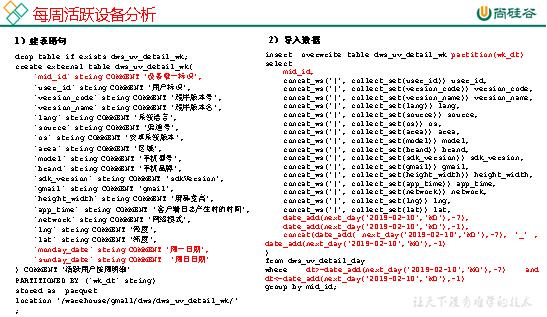 每周活跃设备分析
尚硅谷
1) 建表语句
drop table if exists dws_uv_detail_wk;
create external table dws_uv_detail_wk(
`mid_id` string COMMENT '设备唯一标识',
`user_id` string COMMENT '用户标识',
`version_code` string COMMENT '程序版本号',
`version_name` string COMMENT '程序版本名',
`lang` string COMMENT '系统语言',
`source` string COMMENT '渠道号',
`os` string COMMENT '安卓系统版本',
`area` string COMMENT '区域',
`model` string COMMENT '手机型号',
`brand` string COMMENT '手机品牌',
`sdk_version` string COMMENT 'sdkVersion',
`gmail` string COMMENT 'gmail',
`height_width` string COMMENT '屏幕宽高',
`app_time` string COMMENT '客户端日志产生时的时间',
`network` string COMMENT '网络模式',
`lng` string COMMENT '经度',
`lat` string COMMENT '纬度',
`monday_date` string COMMENT '周一日期',
`sunday_date` string COMMENT '周日日期'
) COMMENT '活跃用户按周明细'
PARTITIONED BY (`wk_dt` string)
stored as parquet
location '/warehouse/gmall/dws/dws_uv_detail_wk/'
;
2) 导入数据
insert overwrite table dws_uv_detail_wk partition(wk_dt)
select
mid_id,
concat_ws('|', collect_set(user_id)) user_id,
concat_ws('|', collect_set(version_code)) version_code,
concat_ws('|', collect_set(version_name)) version_name,
concat_ws('|', collect_set(lang)) lang,
concat_ws('|', collect_set(source)) source,
concat_ws('|', collect_set(os)) os,
concat_ws('|', collect_set(area)) area,
concat_ws('|', collect_set(model)) model,
concat_ws('|', collect_set(brand)) brand,
concat_ws('|', collect_set(sdk_version)) sdk_version,
concat_ws('|', collect_set(gmail)) gmail,
concat_ws('|', collect_set(height_width)) height_width,
concat_ws('|', collect_set(app_time)) app_time,
concat_ws('|', collect_set(network)) network,
concat_ws('|', collect_set(lng)) lng,
concat_ws('|', collect_set(lat)) lat,
date_add(next_day('2019-02-10','MO'),-7),
date_add(next_day('2019-02-10','MO'),-1),
concat(date_add( next_day('2019-02-10','MO'),-7), '_' ,
date_add(next_day('2019-02-10','MO'),-1)
)
from dws_uv_detail_day
where dt>=date_add(next_day('2019-02-10','MO'),-7) and
dt<=date_add(next_day('2019-02-10','MO'),-1)
group by mid_id;
让天下没有难学的技术